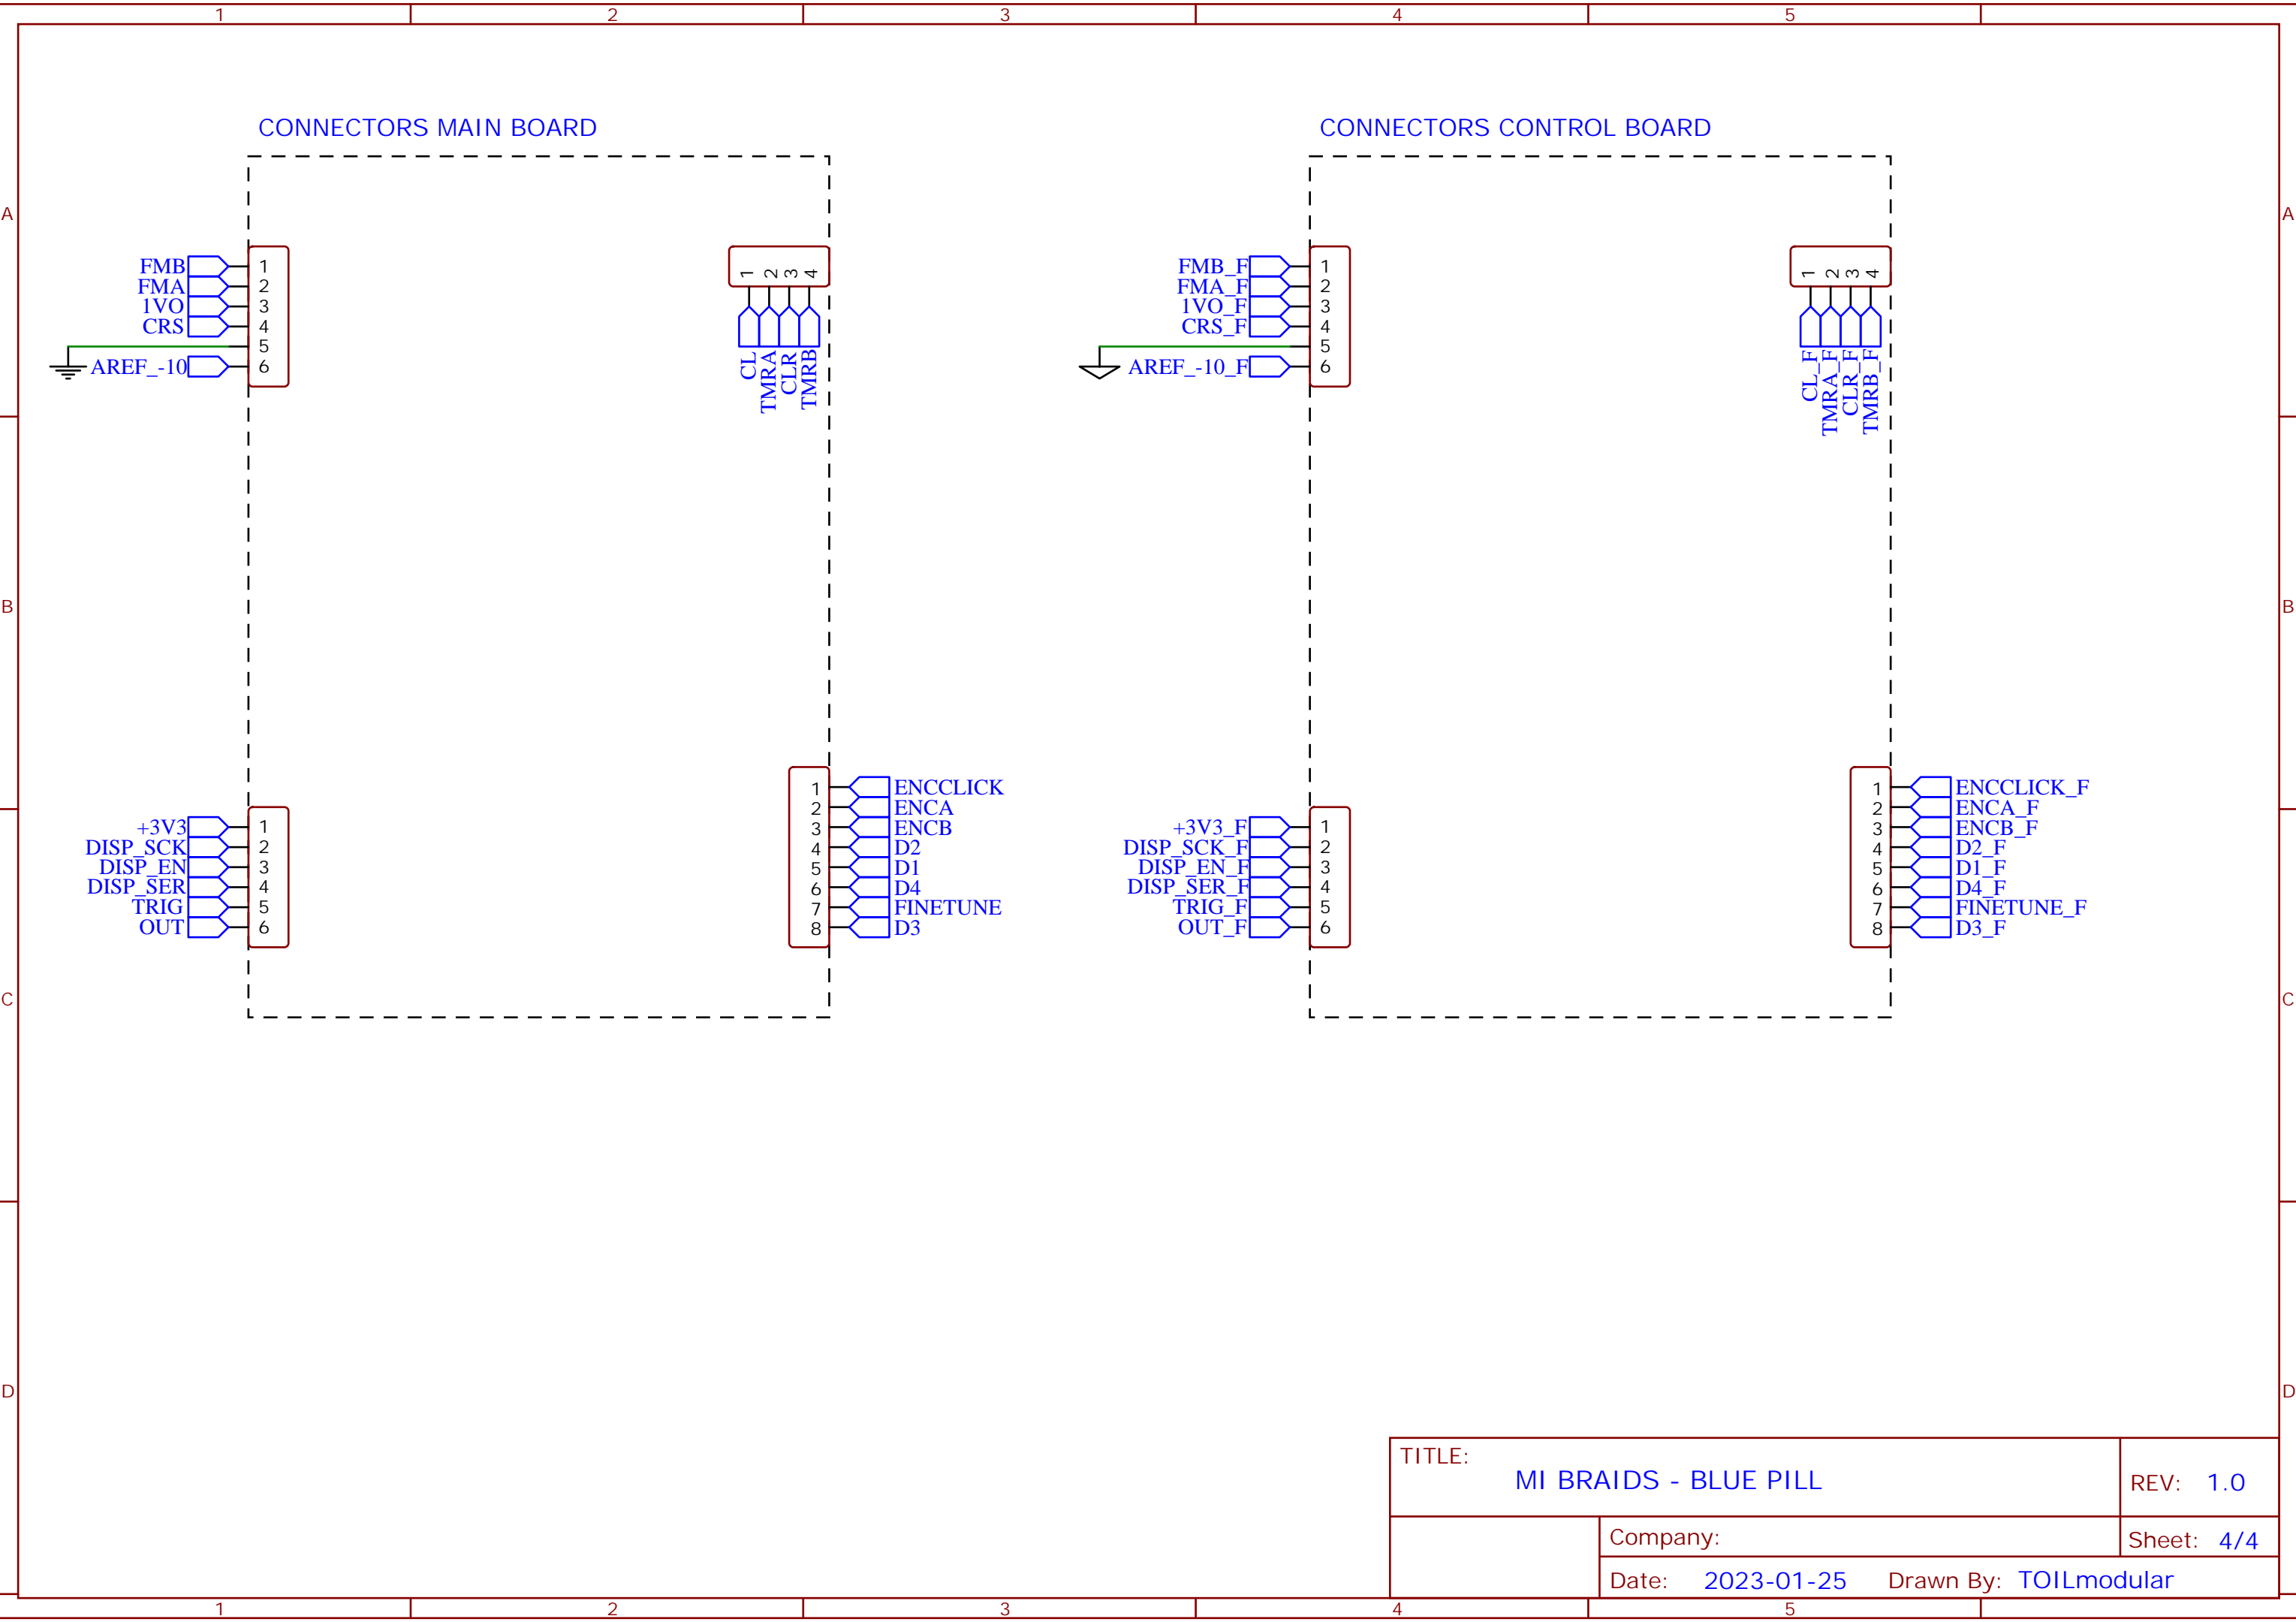 1 2 3 4 5
CONNECTORS MAIN BOARD
CONNECTORS CONTROL BOARD
A
A
FMB 1
FMA 2
1VO 3
CRS 4
5
AREF_-10 6
1 2 3 4
CL
TMRA
CLR
TMRB
FMB_F 1
FMA_F 2
1VO_F 3
CRS_F 4
5
AREF_-10_F 6
1 2 3 4
CL_F
TMRA_F
CLR_F
TMRB_F
B
B
+3V3 1
DISP_SCK 2
DISP_EN 3
DISP_SER 4
TRIG 5
OUT 6
1 ENCCLICK
2 ENCA
3 ENCB
4 D2
5 D1
6 D4
7 FINETUNE
8 D3
+3V3_F 1
DISP_SCK_F 2
DISP_EN_F 3
DISP_SER_F 4
TRIG_F 5
OUT_F 6
1 ENCCLICK_F
2 ENCA_F
3 ENCB_F
4 D2_F
5 D1_F
6 D4_F
7 FINETUNE_F
8 D3_F
C
C
D
D
TITLE:
MI BRAIDS - BLUE PILL
REV: 1.0
Company:
Sheet: 4/4
Date: 2023-01-25 Drawn By: TOILmodular
1 2 3 4 5